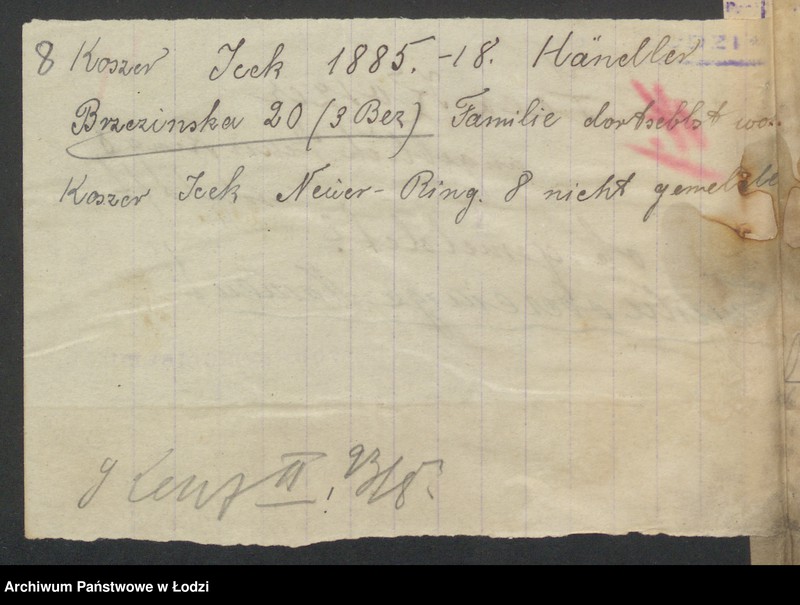 8 Koszer Icek 1885. - 18. Händler
Brzezinska 20 (3 Bez) Familie dortselbst
Koszer Icek Neuer-Ring. 8 nicht gemeldet
II,
Archiwum Państwowe w Łodzi